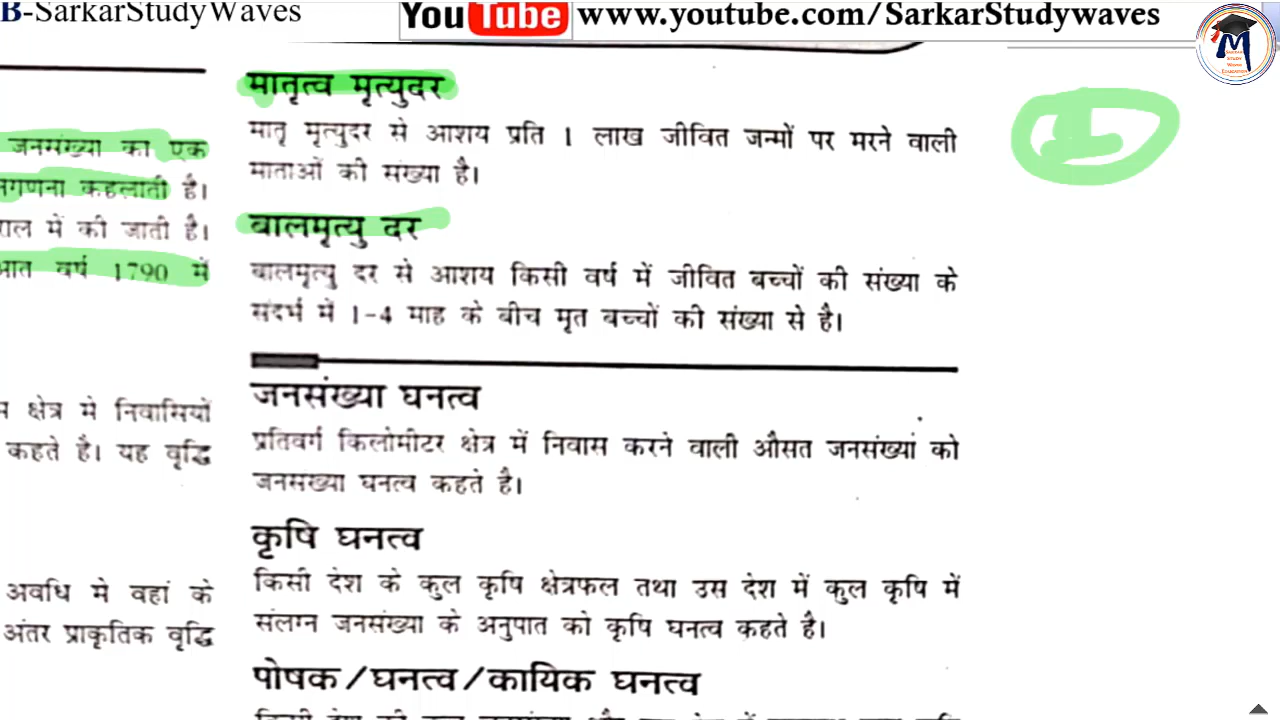 B-SarkarStudyWaves
You Tube www.youtube.com/SarkarStudywaves
जनसंख्या का एक
कहलाती है।
में की जाती है।
वर्ष 1790 में
क्षेत्र मे निवासियों
कहते है। यह वृद्धि
अवधि मे वहां के
अंतर प्राकृतिक वृद्धि
मातृत्व मृत्युदर
मातृ मृत्युदर से आशय प्रति 1 लाख जीवित जन्मों पर मरने वाली
माताओं की संख्या है।
बालमृत्यु दर
बालमृत्यु दर से आशय किसी वर्ष में जीवित बच्चों की संख्या के
संदर्भ में 1-4 माह के बीच मृत बच्चों की संख्या से है।
जनसंख्या घनत्व
प्रतिवर्ग किलोमीटर क्षेत्र में निवास करने वाली औसत जनसंख्यां को
जनसख्या घनत्व कहते है।
कृषि घनत्व
किसी देश के कुल कृषि क्षेत्रफल तथा उस देश में कुल कृषि में
संलग्न जनसंख्या के अनुपात को कृषि घनत्व कहते है।
पोषक/घनत्व/कायिक घनत्व